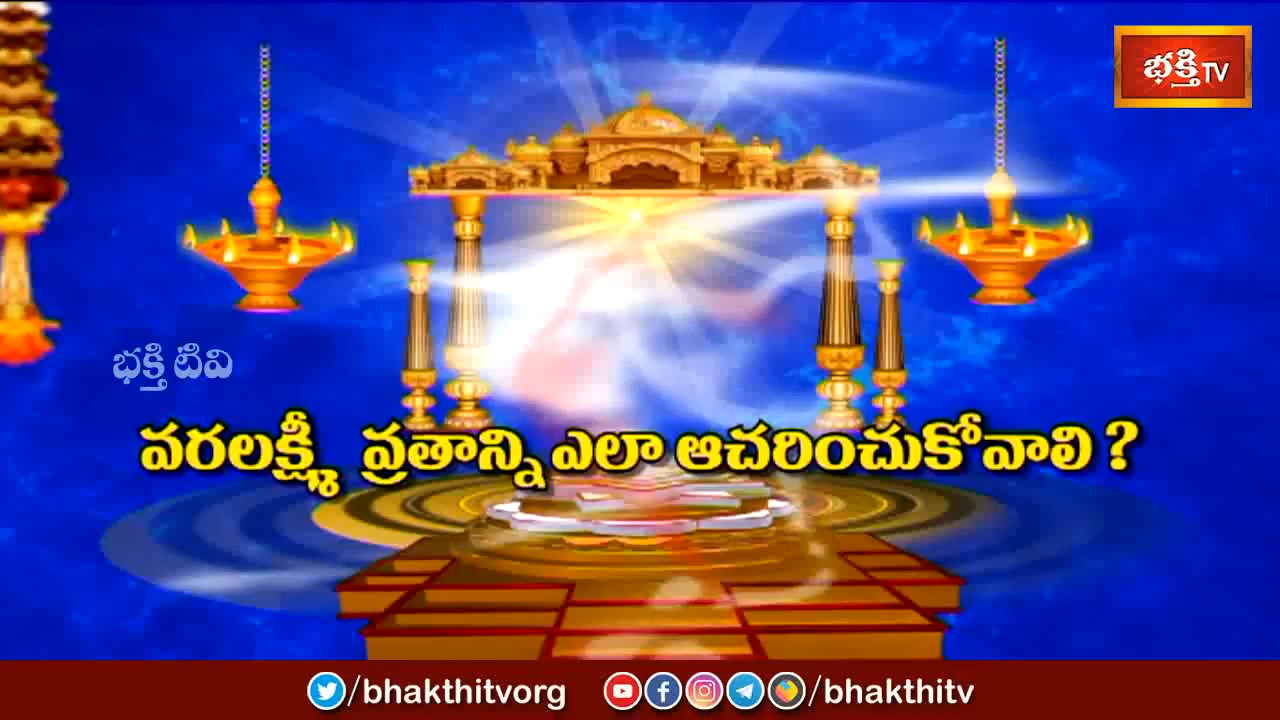 భక్తి TV
భక్తి టివి
వరలక్ష్మీ వ్రతాన్ని ఎలా ఆచరించుకోవాలి ?
/bhakthitvorg /bhakthitv